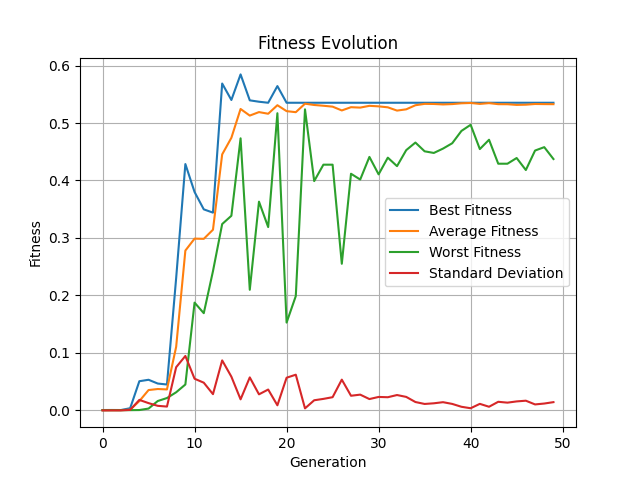 Fitness Evolution
0.6
0.5
0.4
0.3
0.2
0.1
0.0
Fitness
Best Fitness
Average Fitness
Worst Fitness
Standard Deviation
0 10 20 30 40 50
Generation